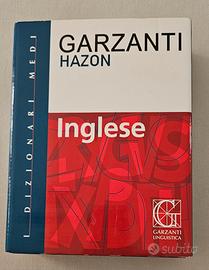 GARZANTI
HAZON
I DIZIONARI MEDI
Inglese
GARZANTI
LINGUISTICA
subito